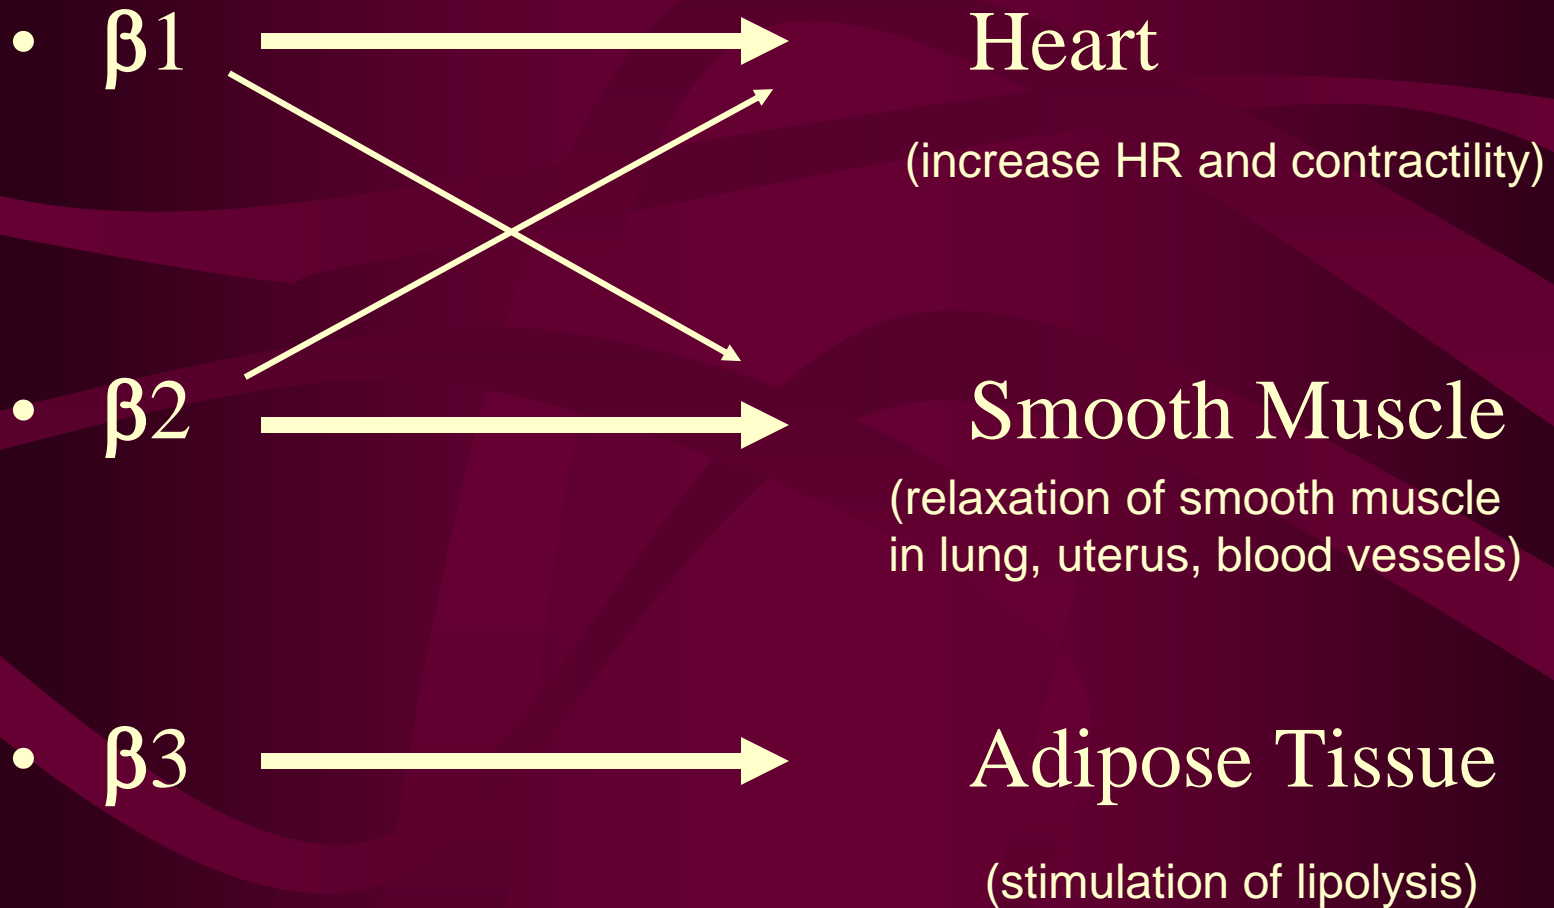 • β1 Heart
(increase HR and contractility)
• β2 Smooth Muscle
(relaxation of smooth muscle
in lung, uterus, blood vessels)
• β3 Adipose Tissue
(stimulation of lipolysis)